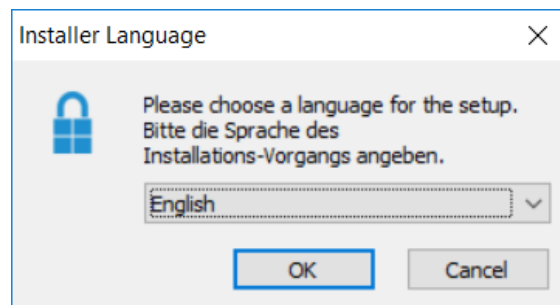 Installer Language
Please choose a language for the setup.
Bitte die Sprache des
Installations-Vorgangs angeben.
English
OK
Cancel